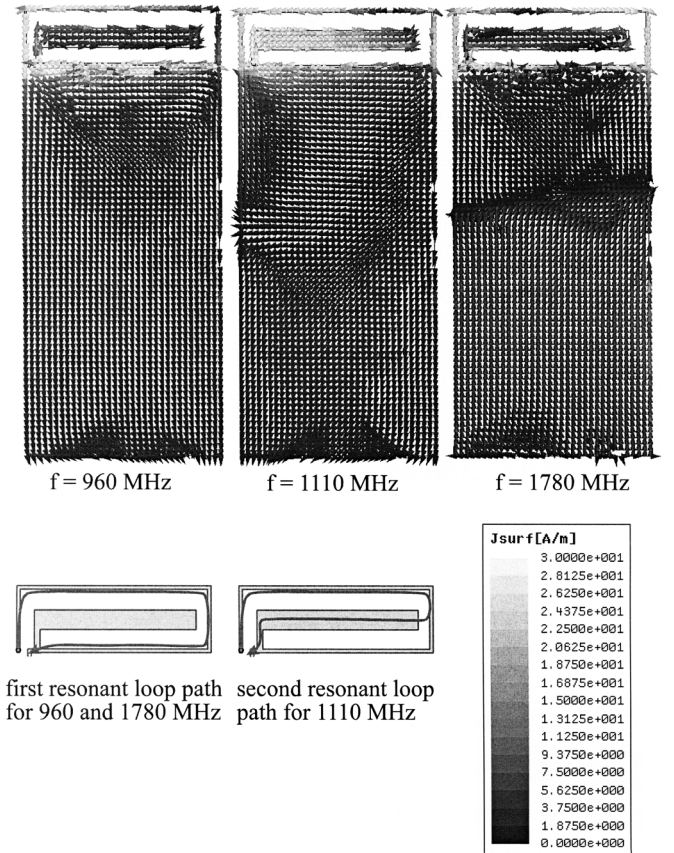 f = 960 MHz
f = 1110 MHz
f = 1780 MHz
first resonant loop path
for 960 and 1780 MHz
second resonant loop
path for 1110 MHz
Jsurf[A/m]
3.0000e+001
2.8125e+001
2.6250e+001
2.4375e+001
2.2500e+001
2.0625e+001
1.8750e+001
1.6875e+001
1.5000e+001
1.3125e+001
1.1250e+001
9.3750e+000
7.5000e+000
5.6250e+000
3.7500e+000
1.8750e+000
0.0000e+000